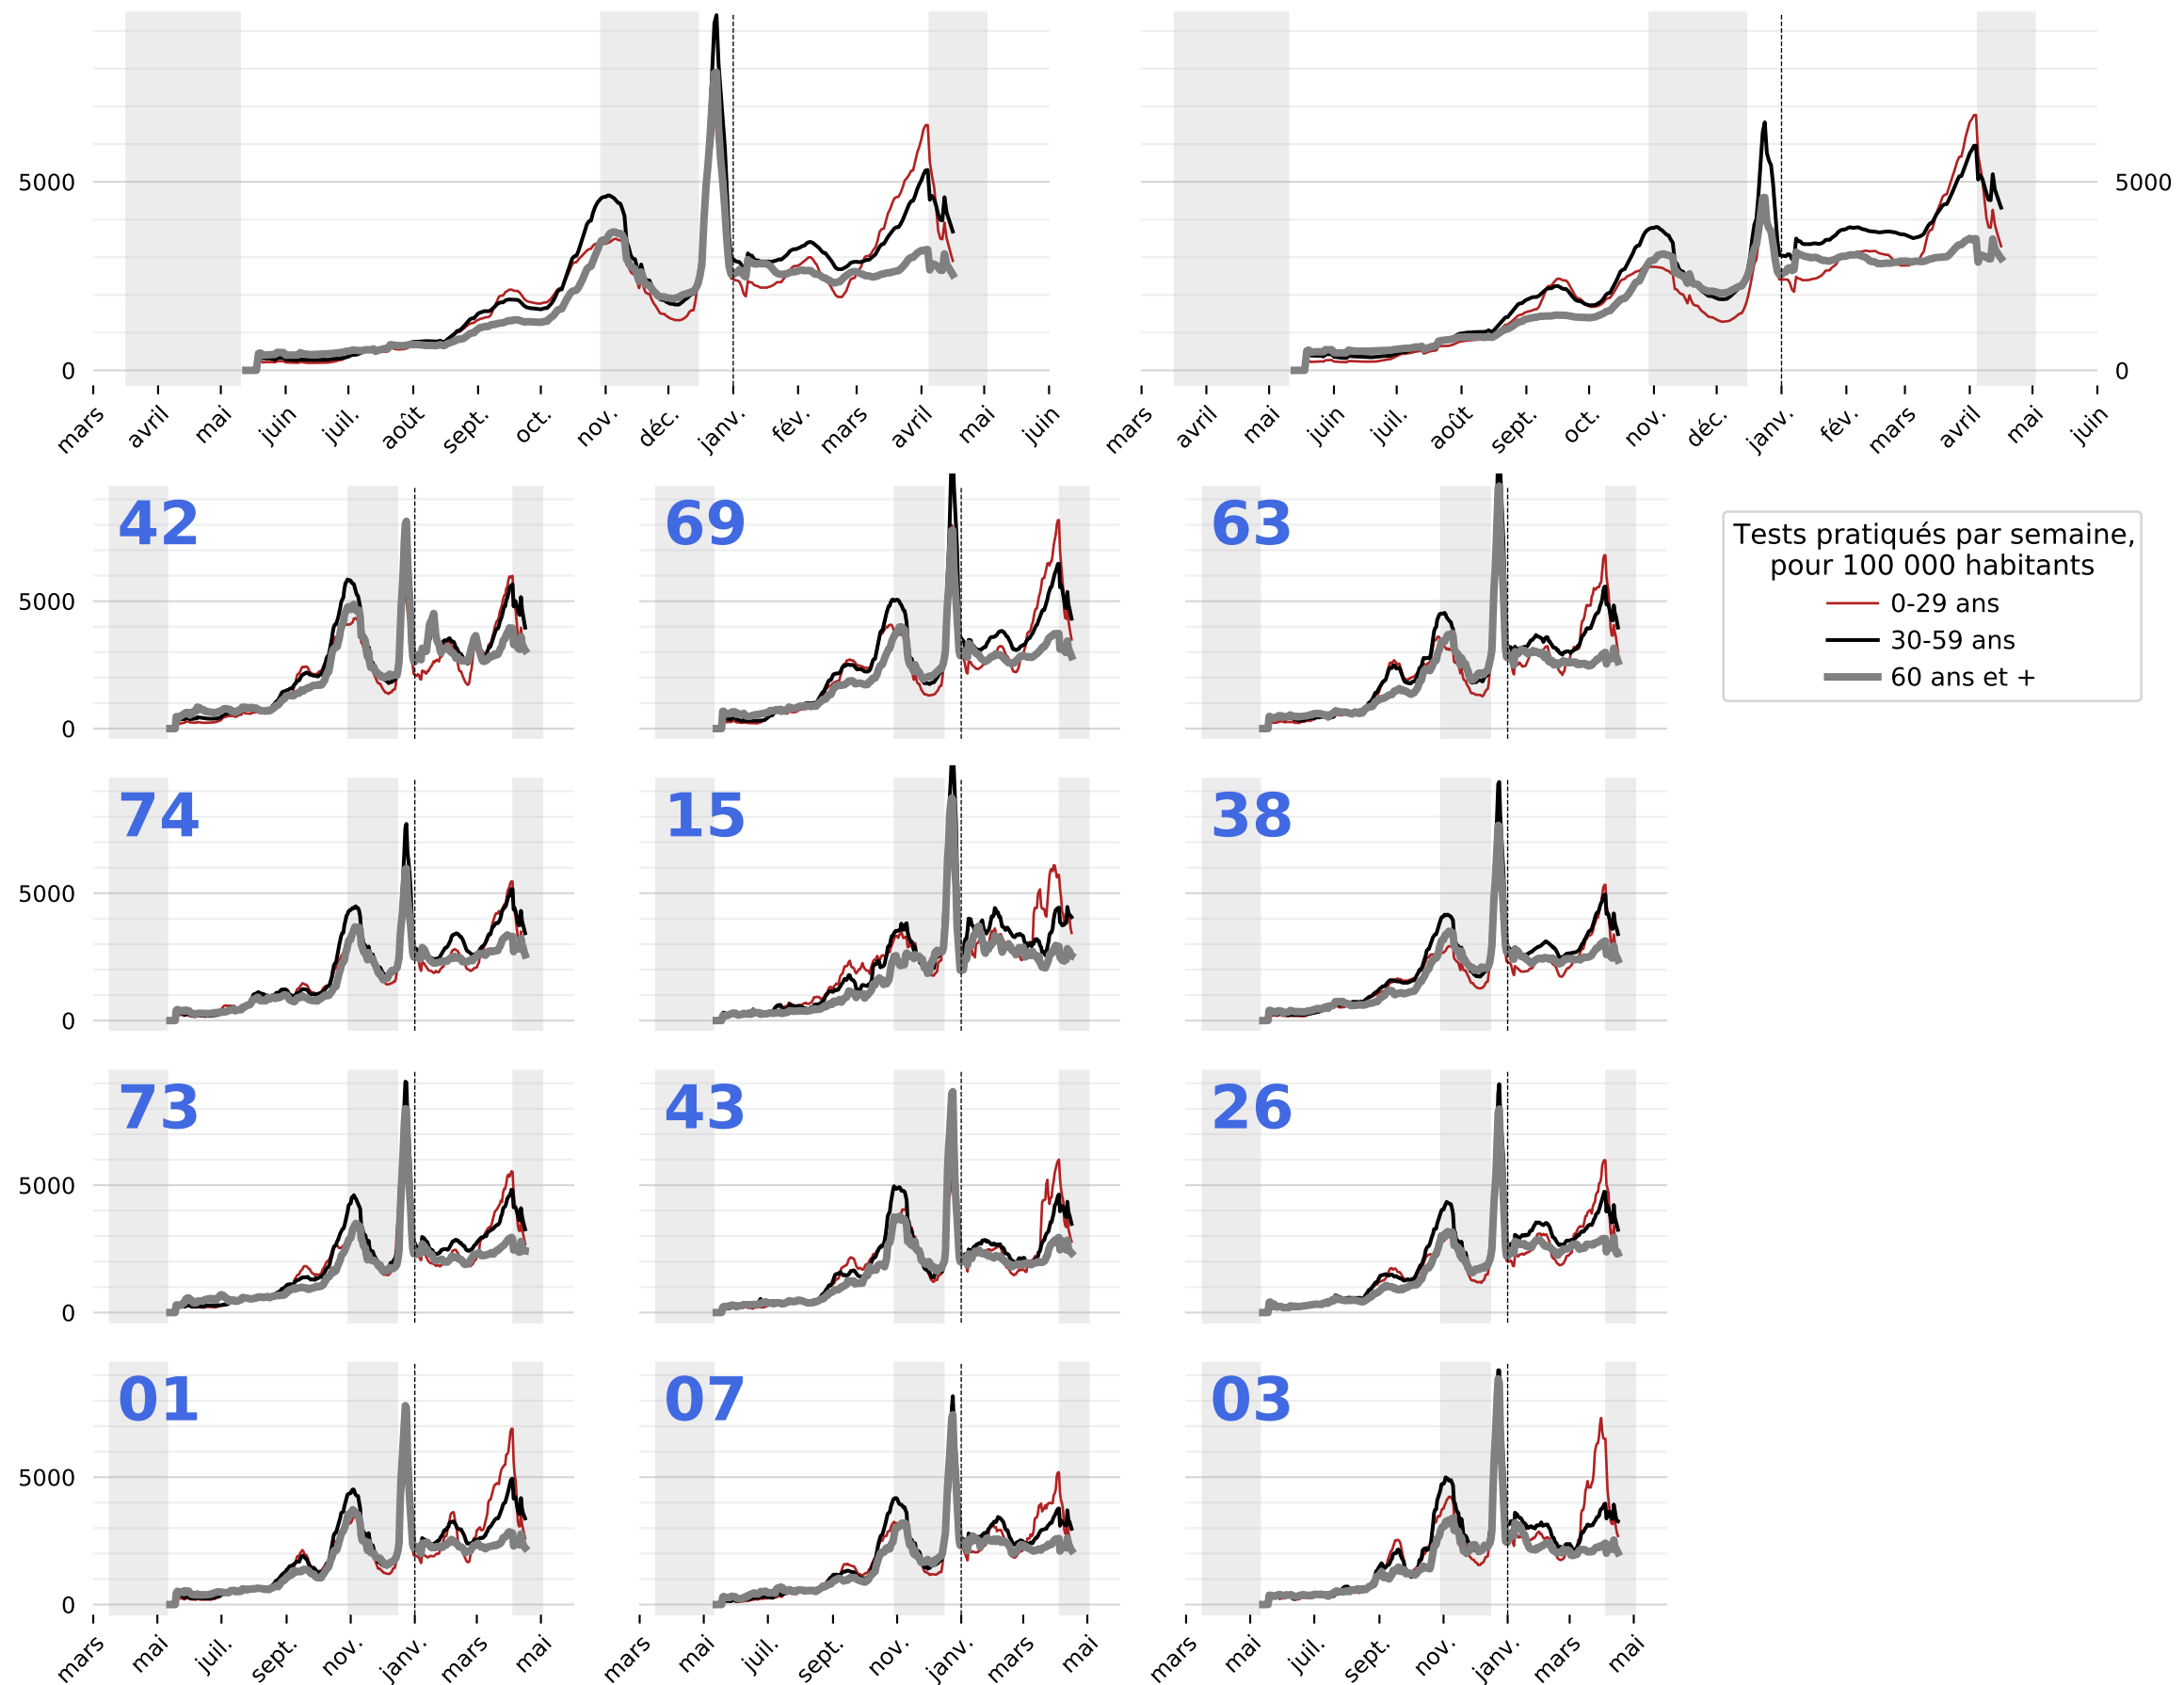 5000
0
mars avril mai juin juil. août sept. oct. nov. déc. janv. fév. mars avril mai juin
5000
0
mars avril mai juin juil. août sept. oct. nov. déc. janv. fév. mars avril mai juin
42
69
63
5000
0
Tests pratiqués par semaine,
pour 100 000 habitants
0-29 ans
30-59 ans
60 ans et +
74
15
38
5000
0
73
43
26
5000
0
01
07
03
5000
0
mars mai juil. sept. nov. janv. mars mai
mars mai juil. sept. nov. janv. mars mai
mars mai juil. sept. nov. janv. mars mai